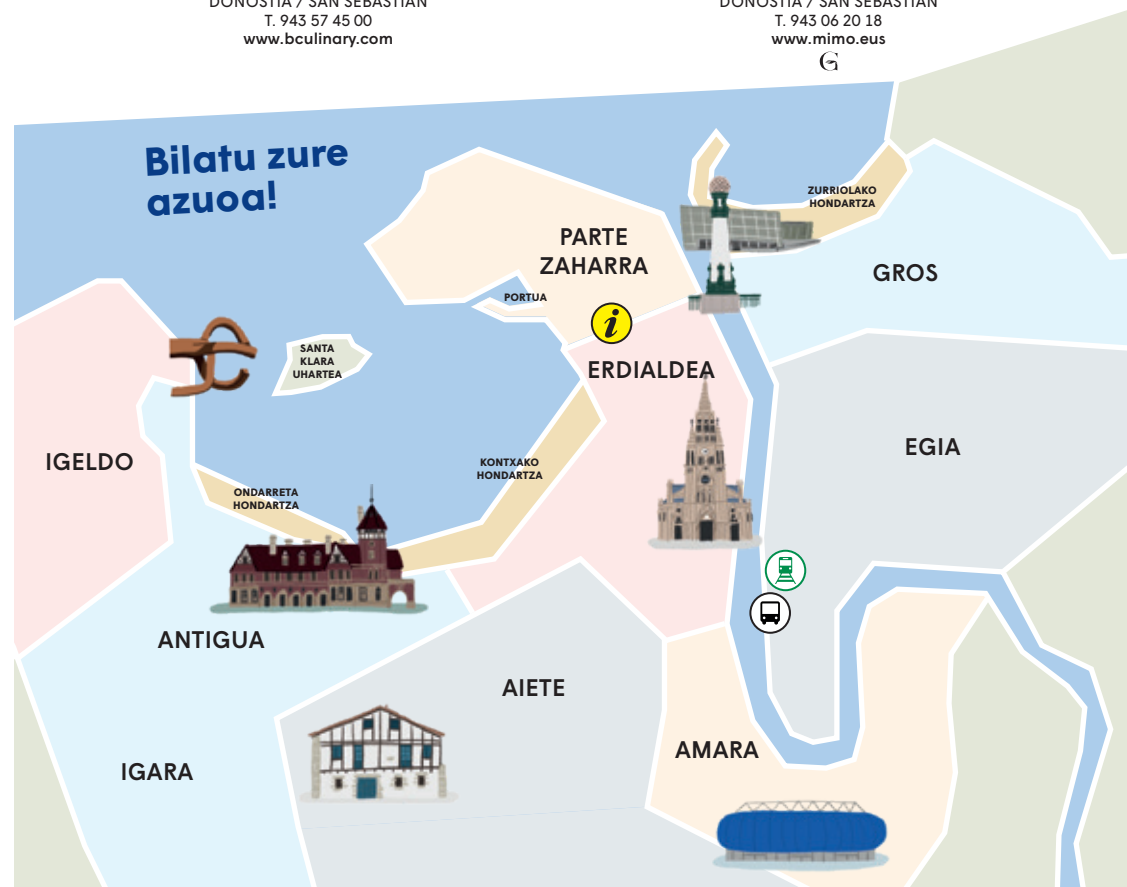 DONOSTIA / SAN SEBASTIÁN
T. 943 57 45 00
www.bculinary.com
DONOSTIA / SAN SEBASTIÁN
T. 943 06 20 18
www.mimo.eus
G
Bilatu zure
azuoa!
ZURRIOLAKO
HONDARTZA
PARTE
ZAHARRA
GROS
PORTUA
i
SANTA
KLARA
UHARTEA
ERDIALDEA
IGELDO
KONTXAKO
HONDARTZA
EGIA
ONDARRETA
HONDARTZA
ANTIGUA
AIETE
AMARA
IGARA